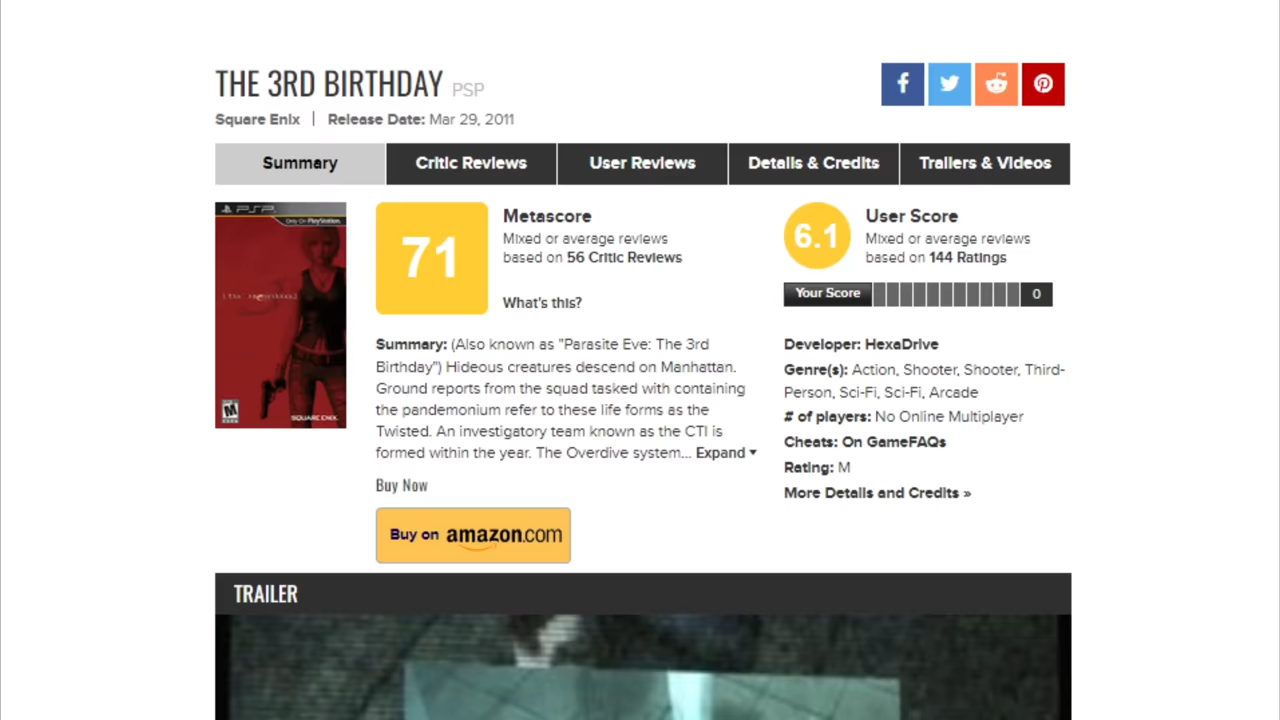 THE 3RD BIRTHDAY PSP
Square Enix | Release Date: Mar 29, 2011
Summary
Critic Reviews
User Reviews
Details & Credits
Trailers & Videos
PSP
Only On PlayStation
SQUARE ENIX
M
71
Metascore
Mixed or average reviews
based on 56 Critic Reviews
What's this?
Summary: (Also known as "Parasite Eve: The 3rd
Birthday") Hideous creatures descend on Manhattan.
Ground reports from the squad tasked with containing
the pandemonium refer to these life forms as the
Twisted. An investigatory team known as the CTI is
formed within the year. The Overdive system... Expand
Buy Now
Buy on amazon.com
6.1
User Score
Mixed or average reviews
based on 144 Ratings
Your Score
0
Developer: HexaDrive
Genre(s): Action, Shooter, Shooter, Third-
Person, Sci-Fi, Sci-Fi, Arcade
# of players: No Online Multiplayer
Cheats: On GameFAQs
Rating: M
More Details and Credits »
TRAILER